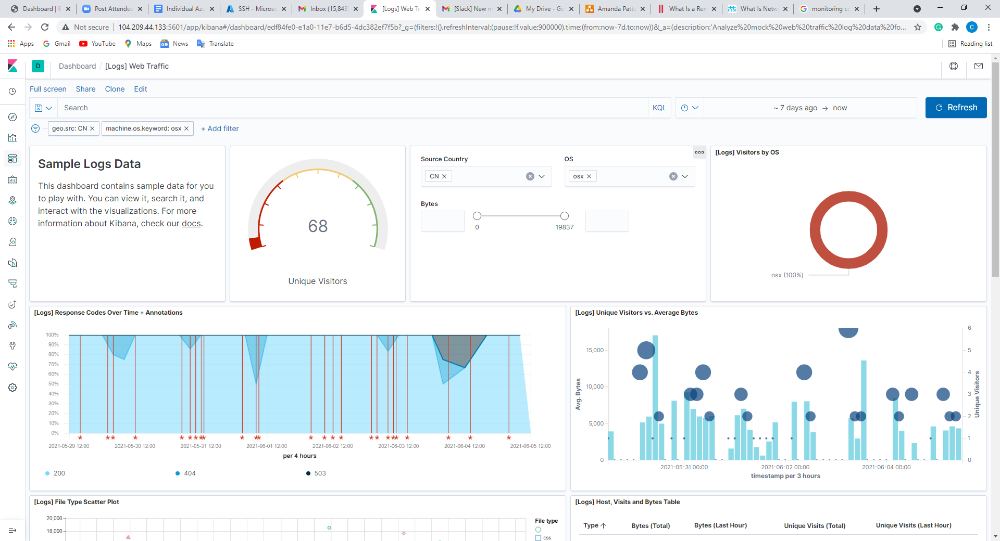 Dashboard | B
Post Attendee
Individual Azu
SSH - Microso
Inbox (15,843)
[Logs] Web Tr
[Slack] New m
My Drive - Go
Amanda Patte
What Is a Rem
What Is Netw
monitoring co
Not secure
104.209.44.133:5601/app/kibana#/dashboard/edf84fe0-e1a0-11e7-b6d5-4dc382ef7f5b?_g=(filters:!(),refreshInterval:(pause:!f,value:900000),time:(from:now-7d,to:now))&_a=(description:'Analyze%20mock%20web%20traffic%20log%20data%20fo...
C
Apps
Gmail
YouTube
Maps
News
Translate
Reading list
D
Dashboard / [Logs] Web Traffic
Full screen
Share
Clone
Edit
Search
KQL
~ 7 days ago → now
Refresh
geo.src: CN ×
machine.os.keyword: osx ×
+ Add filter
Sample Logs Data
This dashboard contains sample data for you
to play with. You can view it, search it, and
interact with the visualizations. For more
information about Kibana, check our docs.
68
Unique Visitors
Source Country
OS
CN ×
osx ×
Bytes
0
19837
[Logs] Visitors by OS
osx (100%)
[Logs] Response Codes Over Time + Annotations
100%
90%
80%
70%
60%
50%
40%
30%
20%
10%
0%
2021-05-29 12:00
2021-05-30 12:00
2021-05-31 12:00
2021-06-01 12:00
2021-06-02 12:00
2021-06-03 12:00
2021-06-04 12:00
2021-06-05 12:00
per 4 hours
200
404
503
[Logs] Unique Visitors vs. Average Bytes
Avg. Bytes
15,000
10,000
5,000
0
6
5
4
3
2
1
0
Unique Visitors
2021-05-31 00:00
2021-06-02 00:00
2021-06-04 00:00
timestamp per 3 hours
[Logs] File Type Scatter Plot
20,000
18,000
File type
css
[Logs] Host, Visits and Bytes Table
Type ↑
Bytes (Total)
Bytes (Last Hour)
Unique Visits (Total)
Unique Visits (Last Hour)